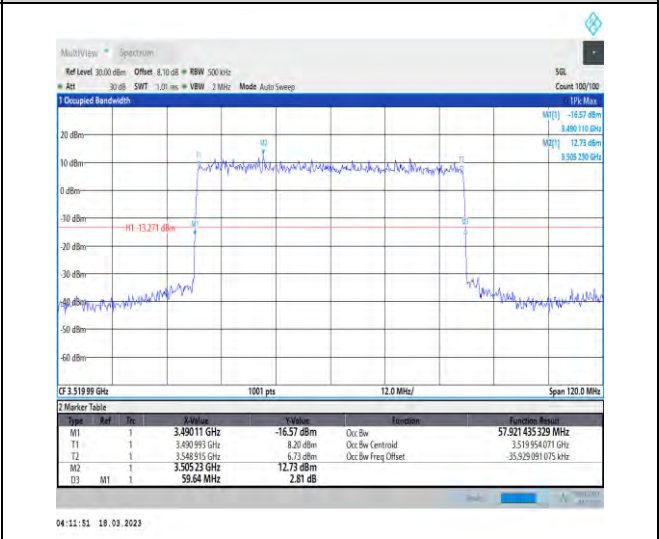 MultiView Spectrum
Ref Level 30.00 dBm Offset 8.10 dB RBW 500 kHz SGL
Att 30 dB SWT 1.01 ms VBW 2 MHz Mode Auto Sweep Count 100/100
1 Occupied Bandwidth 1Pk Max
M1[1] -16.57 dBm
3.490 110 GHz
M2[1] 12.73 dBm
3.505 230 GHz
20 dBm
M2
T1
T2
10 dBm
0 dBm
-10 dBm
H1 -13.271 dBm
M1
-20 dBm
-30 dBm
-40 dBm
-50 dBm
-60 dBm
CF 3.519 99 GHz 1001 pts 12.0 MHz/ Span 120.0 MHz
2 Marker Table
Type Ref Trc X-Value Y-Value Function Function Result
M1 1 3.490 11 GHz -16.57 dBm Occ Bw 57.921 435 329 MHz
T1 1 3.490 993 GHz 8.20 dBm Occ Bw Centroid 3.519 954 071 GHz
T2 1 3.548 915 GHz 6.73 dBm Occ Bw Freq Offset -35.929 091 075 kHz
M2 1 3.505 23 GHz 12.73 dBm
D3 M1 1 59.64 MHz 2.81 dB
04:11:51 18.03.2023